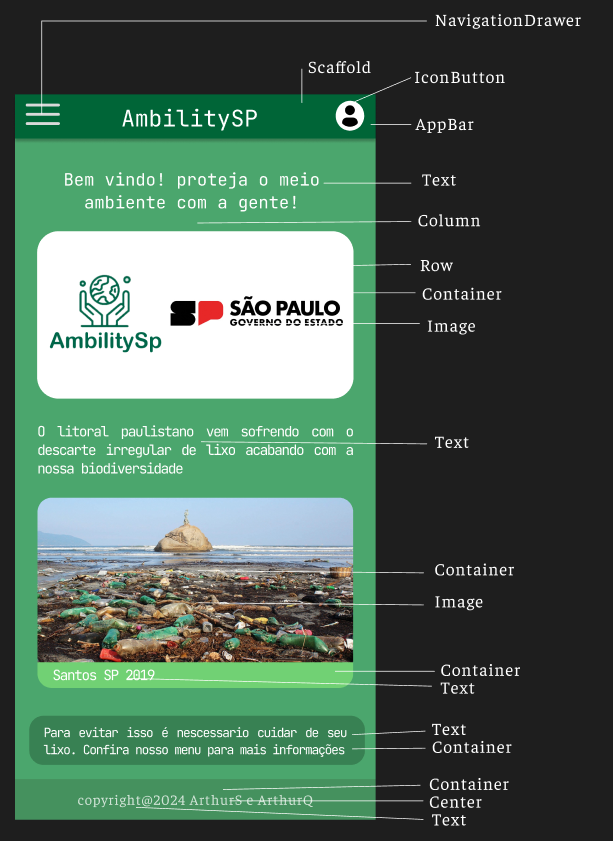 NavigationDrawer
Scaffold
IconButton
AmbilitySP
AppBar
Bem vindo! proteja o meio
ambiente com a gente!
Text
Column
Row
Container
Image
AmbilitySp
SP
SÃO PAULO
GOVERNO DO ESTADO
O litoral paulistano vem sofrendo com o
descarte irregular de lixo acabando com a
nossa biodiversidade
Text
Container
Image
Santos SP 2019
Container
Text
Para evitar isso é nescessario cuidar de seu
lixo. Confira nosso menu para mais informações
Text
Container
copyright@2024 ArthurS e ArthurQ
Container
Center
Text